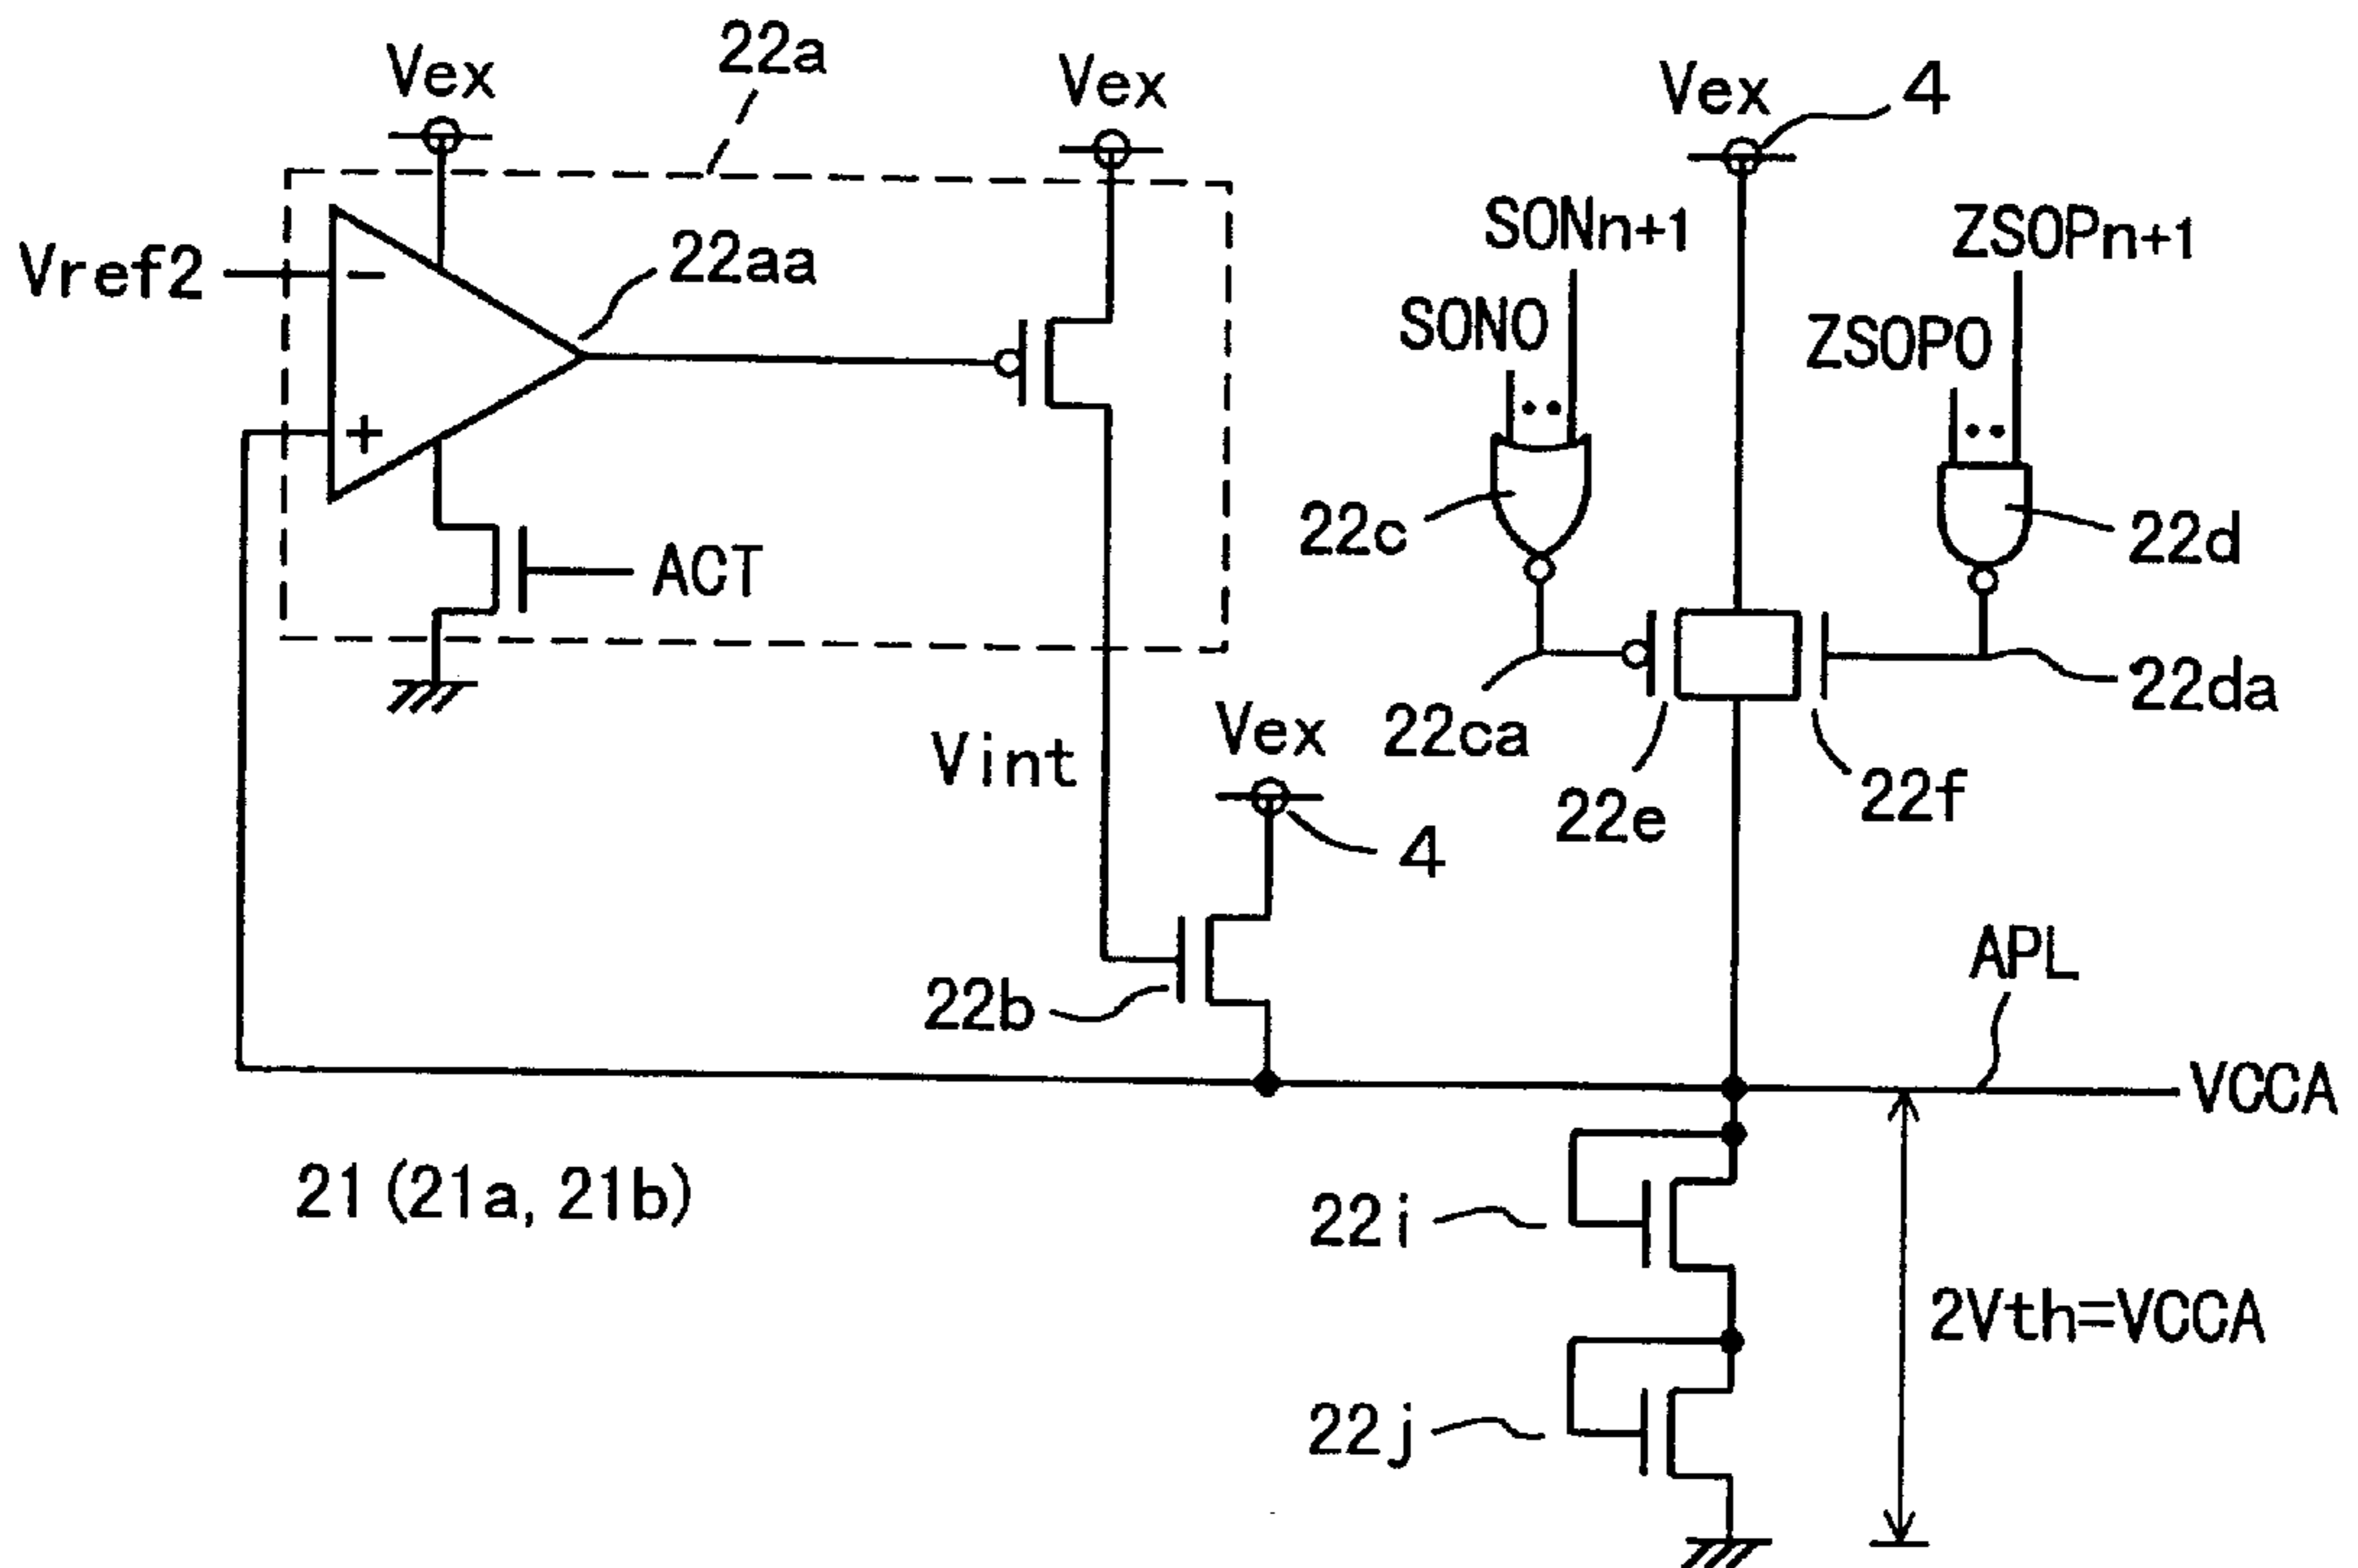 22a
Vex
Vex
Vex
4
SONn+1
ZSOPn+1
Vref2
−
22aa
SON0
ZSOP0
+
22c
22d
ACT
22da
22ca
Vint
Vex
22e
22f
4
APL
22b
VCCA
21(21a, 21b)
22i
2Vth=VCCA
22j